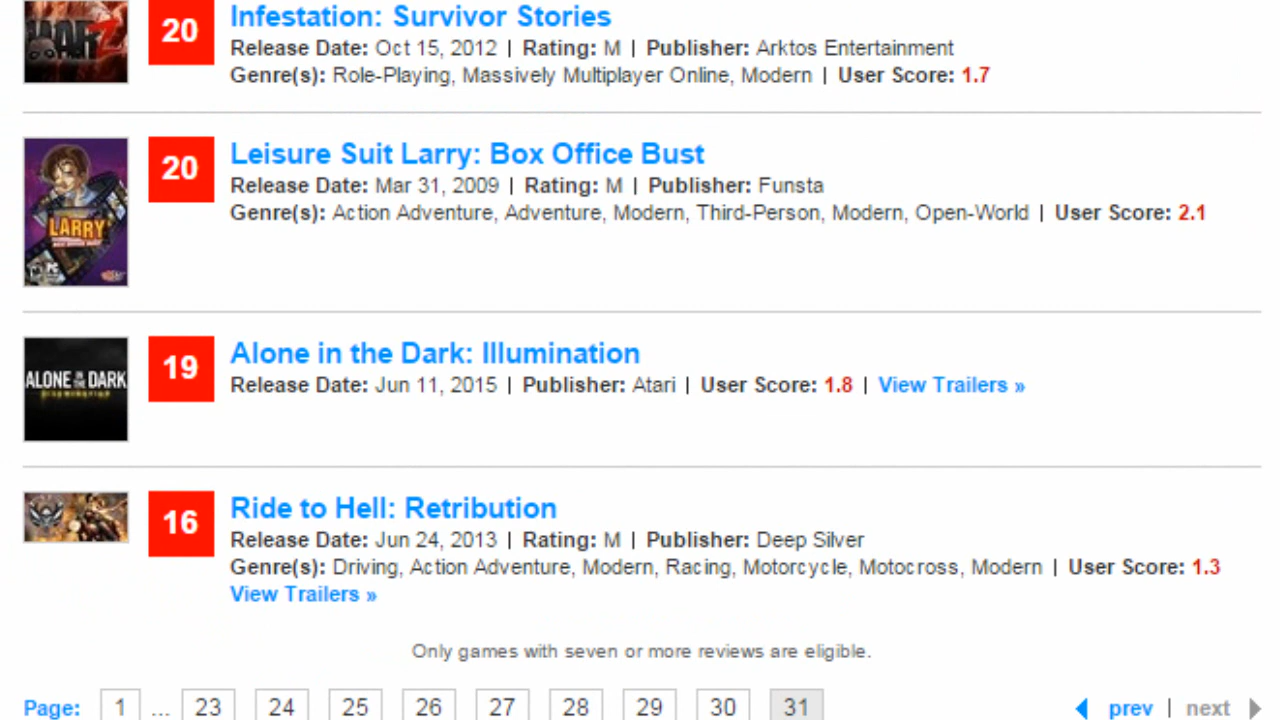 WARZ
20
Infestation: Survivor Stories
Release Date: Oct 15, 2012 | Rating: M | Publisher: Arktos Entertainment
Genre(s): Role-Playing, Massively Multiplayer Online, Modern | User Score: 1.7
LARRY
20
Leisure Suit Larry: Box Office Bust
Release Date: Mar 31, 2009 | Rating: M | Publisher: Funsta
Genre(s): Action Adventure, Adventure, Modern, Third-Person, Modern, Open-World | User Score: 2.1
ALONE IN THE DARK
19
Alone in the Dark: Illumination
Release Date: Jun 11, 2015 | Publisher: Atari | User Score: 1.8 | View Trailers »
16
Ride to Hell: Retribution
Release Date: Jun 24, 2013 | Rating: M | Publisher: Deep Silver
Genre(s): Driving, Action Adventure, Modern, Racing, Motorcycle, Motocross, Modern | User Score: 1.3
View Trailers »
Only games with seven or more reviews are eligible.
Page: 1 ... 23 24 25 26 27 28 29 30 31 prev | next